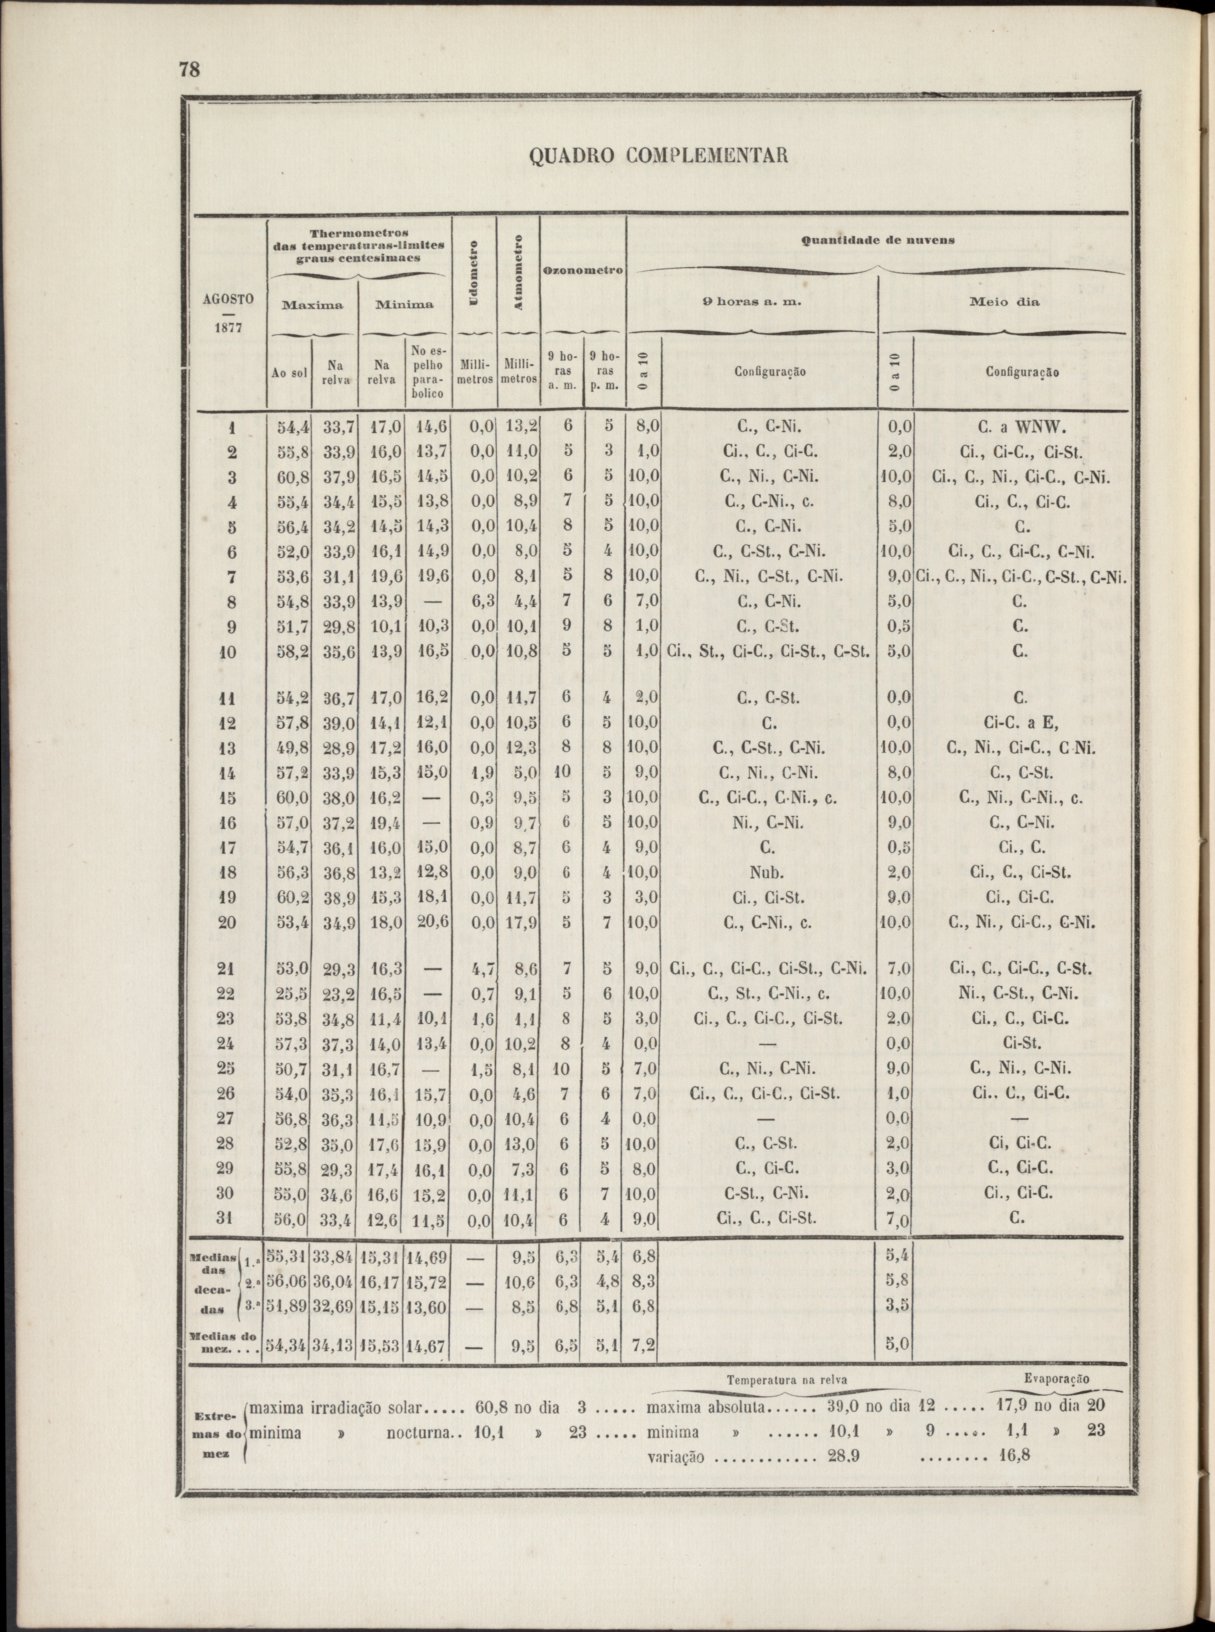 78
QUADRO COMPLEMENTAR
AGOSTO
—
1877
Thermometros
das temperaturas-limites
graus centesimaes
Maxima
Minima
Udometro
Atmometro
Ozonometro
Quantidade de nuvens
9 horas a. m.
Meio dia
Ao sol
Na relva
Na relva
No espelho parabolico
Milli-metros
Milli-metros
9 ho-ras a. m.
9 ho-ras p. m.
0 a 10
Configuração
0 a 10
Configuração
1 54,4 33,7 17,0 14,6 0,0 13,2 6 5 8,0 C., C-Ni. 0,0 C. a WNW.
2 55,8 33,9 16,0 13,7 0,0 11,0 5 3 1,0 Ci., C., Ci-C. 2,0 Ci., Ci-C., Ci-St.
3 60,8 37,9 16,5 14,5 0,0 10,2 6 5 10,0 C., Ni., C-Ni. 10,0 Ci., C., Ni., Ci-C., C-Ni.
4 55,4 34,4 15,5 13,8 0,0 8,9 7 5 10,0 C., C-Ni., c. 8,0 Ci., C., Ci-C.
5 56,4 34,2 14,5 14,3 0,0 10,4 8 5 10,0 C., C-Ni. 5,0 C.
6 52,0 33,9 16,1 14,9 0,0 8,0 5 4 10,0 C., C-St., C-Ni. 10,0 Ci., C., Ci-C., C-Ni.
7 53,6 31,1 19,6 19,6 0,0 8,1 5 8 10,0 C., Ni., C-St., C-Ni. 9,0 Ci., C., Ni., Ci-C., C-St., C-Ni.
8 54,8 33,9 13,9 — 6,3 4,4 7 6 7,0 C., C-Ni. 5,0 C.
9 51,7 29,8 10,1 10,3 0,0 10,1 9 8 1,0 C., C-St. 0,5 C.
10 58,2 35,6 13,9 16,5 0,0 10,8 5 5 1,0 Ci., St., Ci-C., Ci-St., C-St. 5,0 C.
11 54,2 36,7 17,0 16,2 0,0 11,7 6 4 2,0 C., C-St. 0,0 C.
12 57,8 39,0 14,1 12,1 0,0 10,5 6 5 10,0 C. 0,0 Ci-C. a E,
13 49,8 28,9 17,2 16,0 0,0 12,3 8 8 10,0 C., C-St., C-Ni. 10,0 C., Ni., Ci-C., C-Ni.
14 57,2 33,9 15,3 15,0 1,9 5,0 10 5 9,0 C., Ni., C-Ni. 8,0 C., C-St.
15 60,0 38,0 16,2 — 0,3 9,5 5 3 10,0 C., Ci-C., C-Ni., c. 10,0 C., Ni., C-Ni., c.
16 57,0 37,2 19,4 — 0,9 9,7 6 5 10,0 Ni., C-Ni. 9,0 C., C-Ni.
17 54,7 36,1 16,0 15,0 0,0 8,7 6 4 9,0 C. 0,5 Ci., C.
18 56,3 36,8 13,2 12,8 0,0 9,0 6 4 10,0 Nub. 2,0 Ci., C., Ci-St.
19 60,2 38,9 15,3 18,1 0,0 11,7 5 3 3,0 Ci., Ci-St. 9,0 Ci., Ci-C.
20 53,4 34,9 18,0 20,6 0,0 17,9 5 7 10,0 C., C-Ni., c. 10,0 C., Ni., Ci-C., C-Ni.
21 53,0 29,3 16,3 — 4,7 8,6 7 5 9,0 Ci., C., Ci-C., Ci-St., C-Ni. 7,0 Ci., C., Ci-C., C-St.
22 25,5 23,2 16,5 — 0,7 9,1 5 6 10,0 C., St., C-Ni., c. 10,0 Ni., C-St., C-Ni.
23 53,8 34,8 11,4 10,1 1,6 1,1 8 5 3,0 Ci., C., Ci-C., Ci-St. 2,0 Ci., C., Ci-C.
24 57,3 37,3 14,0 13,4 0,0 10,2 8 4 0,0 — 0,0 Ci-St.
25 50,7 31,1 16,7 — 1,5 8,1 10 5 7,0 C., Ni., C-Ni. 9,0 C., Ni., C-Ni.
26 54,0 35,3 16,1 15,7 0,0 4,6 7 6 7,0 Ci., C., Ci-C., Ci-St. 1,0 Ci.. C., Ci-C.
27 56,8 36,3 11,5 10,9 0,0 10,4 6 4 0,0 — 0,0 —
28 52,8 35,0 17,6 15,9 0,0 13,0 6 5 10,0 C., C-St. 2,0 Ci, Ci-C.
29 55,8 29,3 17,4 16,1 0,0 7,3 6 5 8,0 C., Ci-C. 3,0 C., Ci-C.
30 55,0 34,6 16,6 15,2 0,0 11,1 6 7 10,0 C-St., C-Ni. 2,0 Ci., Ci-C.
31 56,0 33,4 12,6 11,5 0,0 10,4 6 4 9,0 Ci., C., Ci-St. 7,0 C.
Medias das decadas
1.ª 55,31 33,84 15,31 14,69 — 9,5 6,3 5,4 6,8 5,4
2.ª 56,06 36,04 16,17 15,72 — 10,6 6,3 4,8 8,3 5,8
3.ª 51,89 32,69 15,15 13,60 — 8,5 6,8 5,1 6,8 3,5
Medias do mez.... 54,34 34,13 15,53 14,67 — 9,5 6,5 5,1 7,2 5,0
Temperatura na relva
Evaporação
Extremas do mez
maxima irradiação solar..... 60,8 no dia 3 ..... maxima absoluta...... 39,0 no dia 12 ..... 17,9 no dia 20
minima » nocturna.. 10,1 » 23 ..... minima » ...... 10,1 » 9 ..... 1,1 » 23
variação ............ 28,9 ........ 16,8